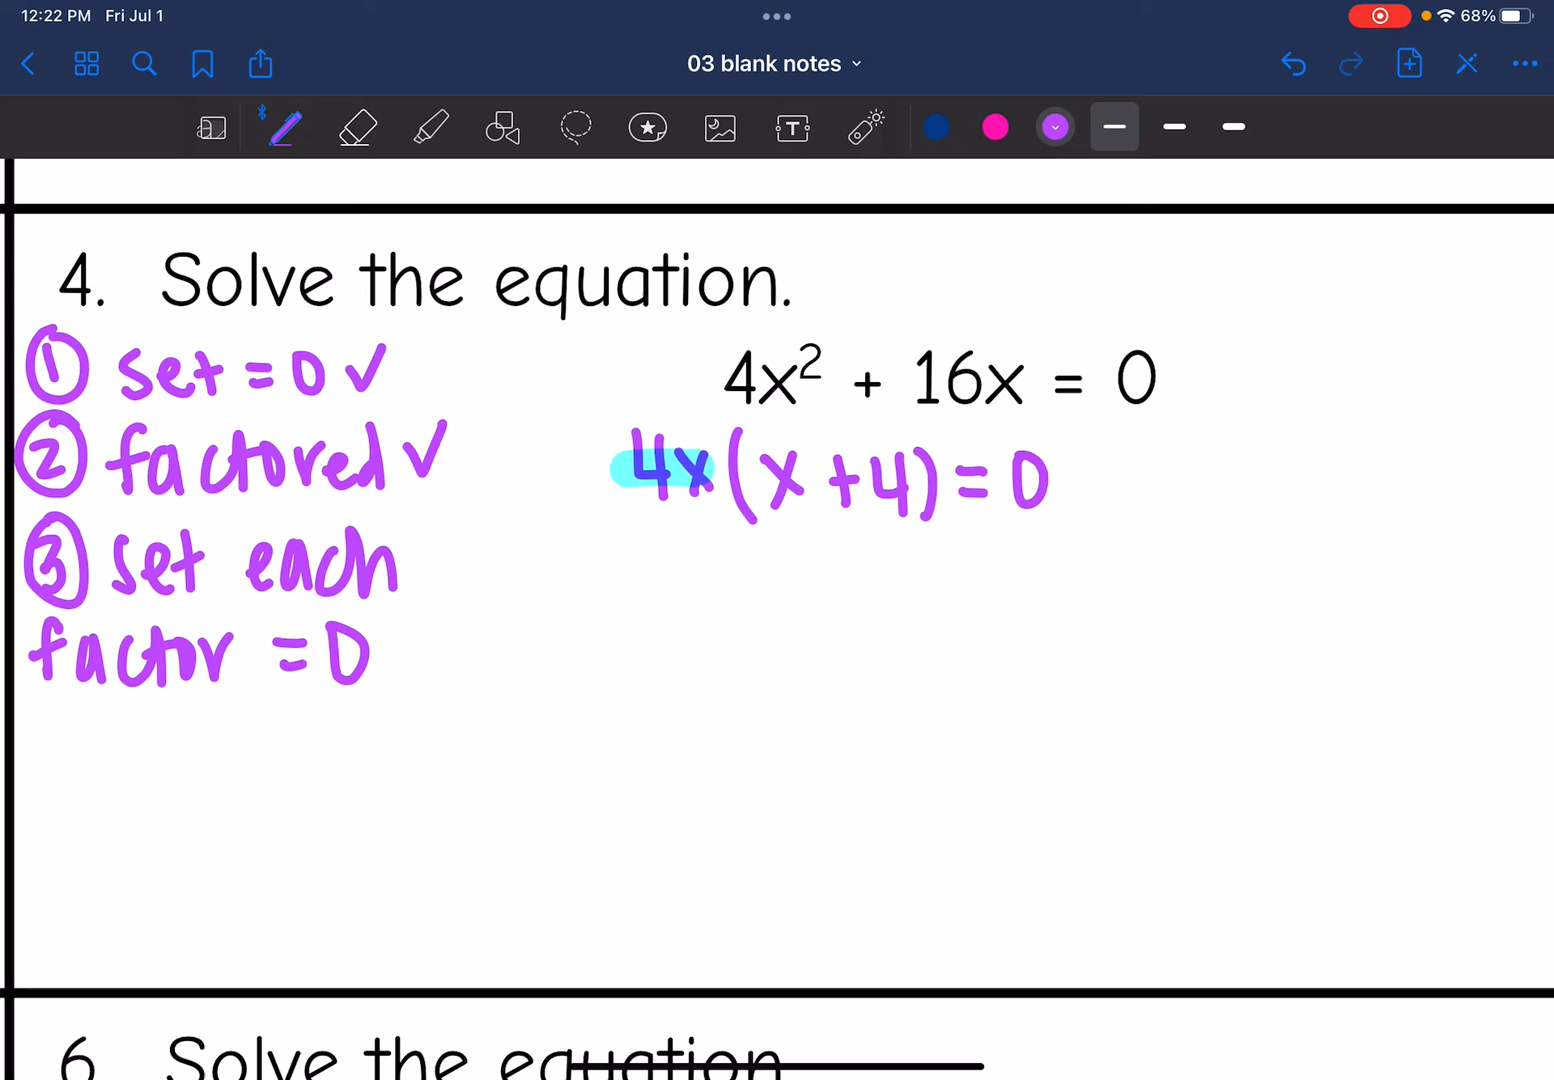 12:22 PM Fri Jul 1
68%
03 blank notes
T
4. Solve the equation.
① set = 0 ✓
4x² + 16x = 0
② factored ✓
4x(x + 4) = 0
③ set each
factor = 0
6 Solve the equation